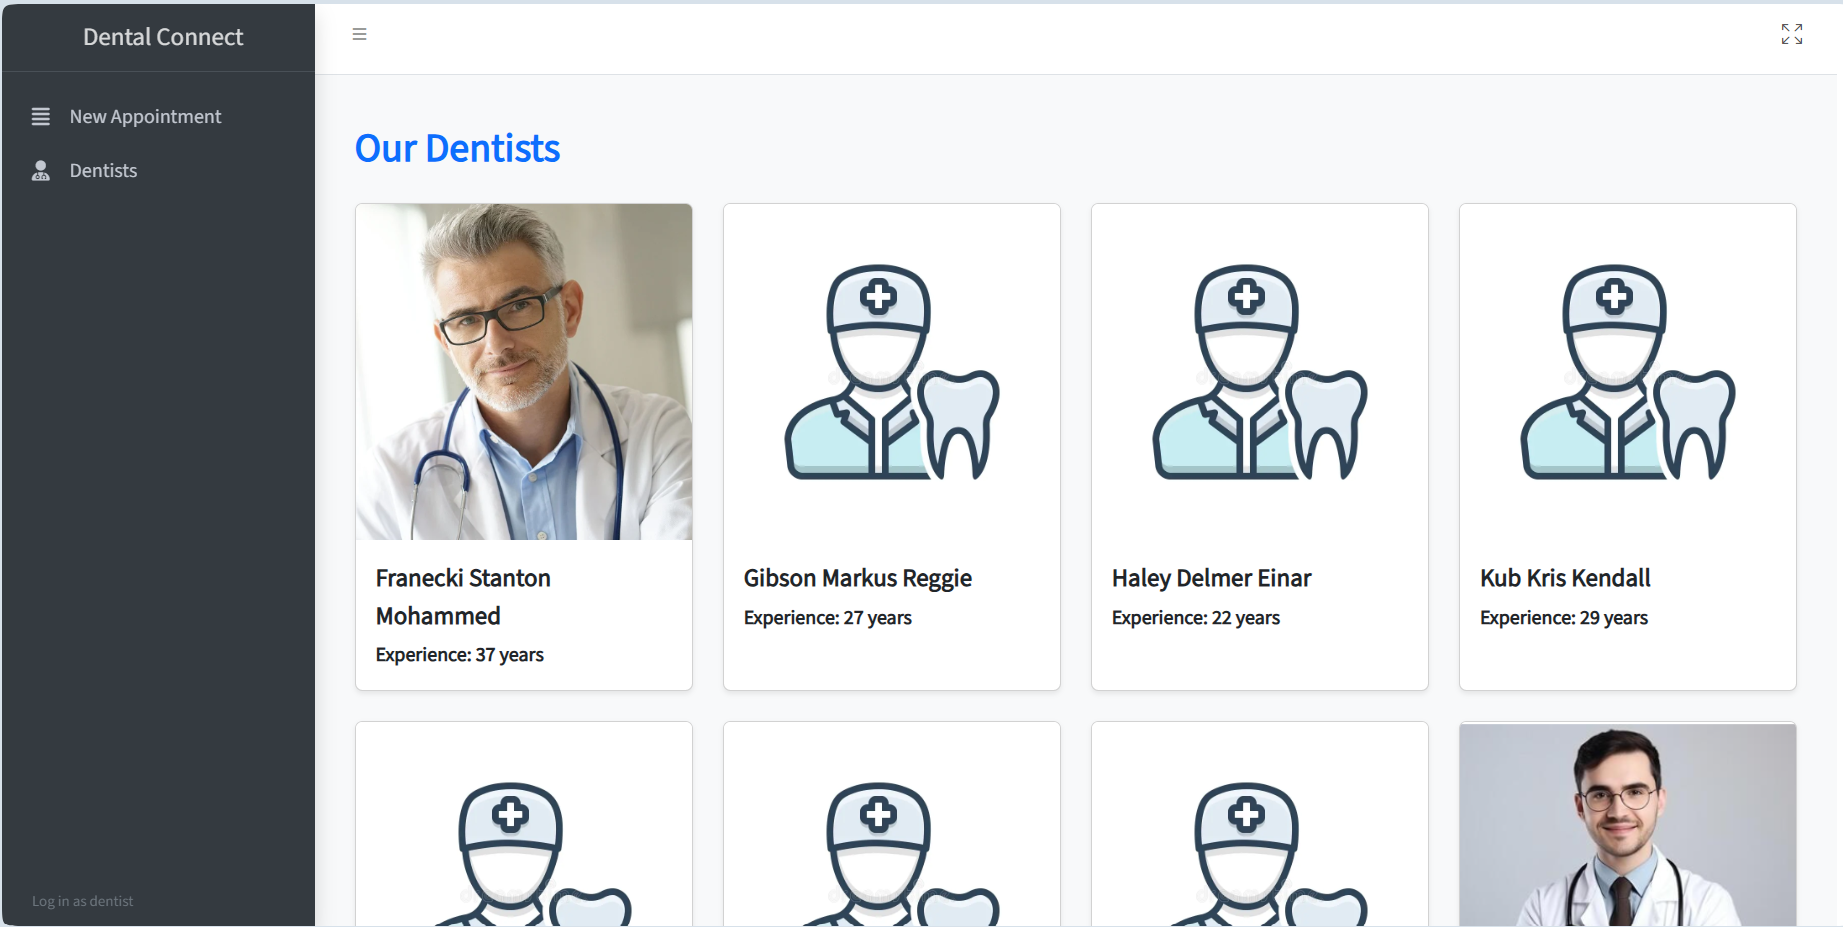 Dental Connect
New Appointment
Dentists
Our Dentists
Franecki Stanton
Mohammed
Experience: 37 years
Gibson Markus Reggie
Experience: 27 years
Haley Delmer Einar
Experience: 22 years
Kub Kris Kendall
Experience: 29 years
Log in as dentist